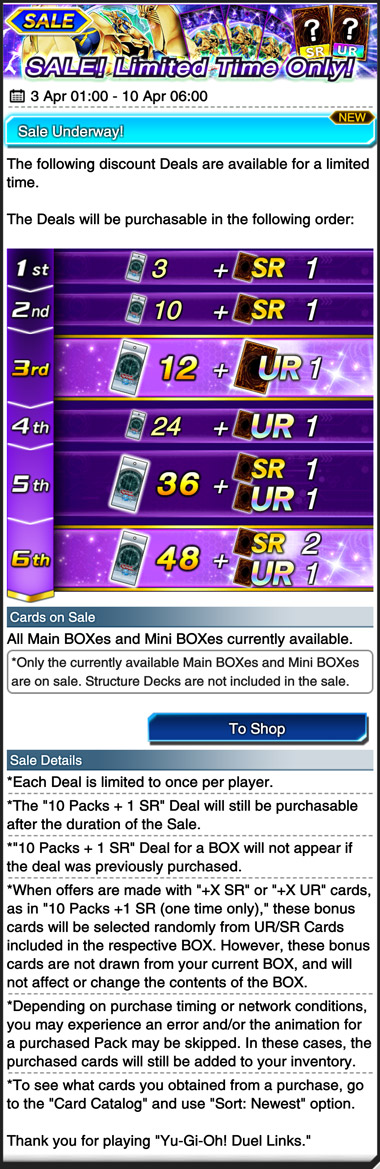 SALE
?
SR
?
UR
SALE! Limited Time Only!
3 Apr 01:00 - 10 Apr 06:00
NEW
Sale Underway!
The following discount Deals are available for a limited
time.
The Deals will be purchasable in the following order:
1st 3 + SR 1
2nd 10 + SR 1
3rd 12 + UR 1
4th 24 + UR 1
5th 36 + SR 1
UR 1
6th 48 + SR 2
UR 1
Cards on Sale
All Main BOXes and Mini BOXes currently available.
*Only the currently available Main BOXes and Mini BOXes
are on sale. Structure Decks are not included in the sale.
To Shop
Sale Details
*Each Deal is limited to once per player.
*The "10 Packs + 1 SR" Deal will still be purchasable
after the duration of the Sale.
*"10 Packs + 1 SR" Deal for a BOX will not appear if
the deal was previously purchased.
*When offers are made with "+X SR" or "+X UR" cards,
as in "10 Packs +1 SR (one time only)," these bonus
cards will be selected randomly from UR/SR Cards
included in the respective BOX. However, these bonus
cards are not drawn from your current BOX, and will
not affect or change the contents of the BOX.
*Depending on purchase timing or network conditions,
you may experience an error and/or the animation for
a purchased Pack may be skipped. In these cases, the
purchased cards will still be added to your inventory.
*To see what cards you obtained from a purchase, go
to the "Card Catalog" and use "Sort: Newest" option.
Thank you for playing "Yu-Gi-Oh! Duel Links."